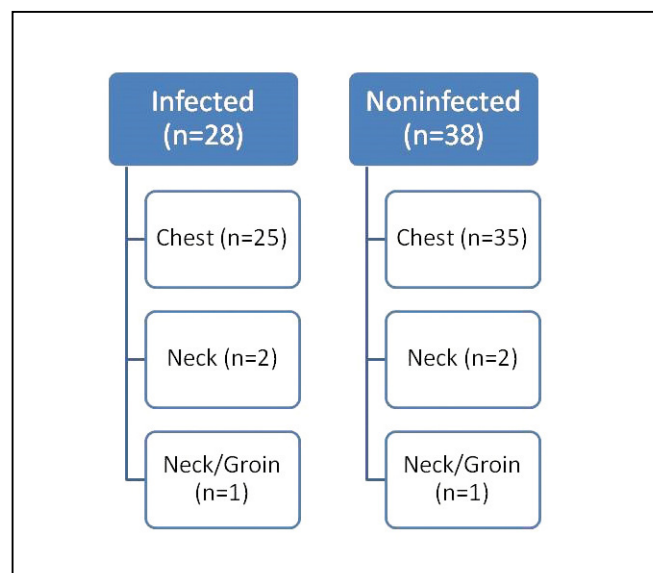 Infected
(n=28)
Chest (n=25)
Neck (n=2)
Neck/Groin
(n=1)
Noninfected
(n=38)
Chest (n=35)
Neck (n=2)
Neck/Groin
(n=1)